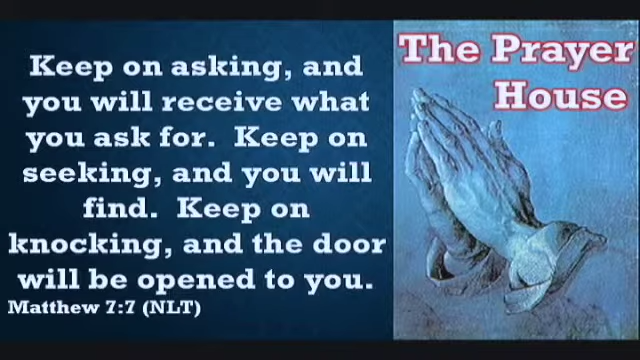 Keep on asking, and
you will receive what
you ask for. Keep on
seeking, and you will
find. Keep on
knocking, and the door
will be opened to you.
Matthew 7:7 (NLT)
The Prayer
House